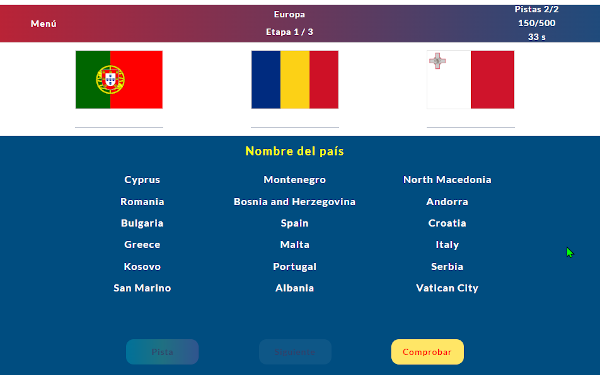 Menú
Europa
Etapa 1 / 3
Pistas 2/2
150/500
33 s
Nombre del país
Cyprus Montenegro North Macedonia
Romania Bosnia and Herzegovina Andorra
Bulgaria Spain Croatia
Greece Malta Italy
Kosovo Portugal Serbia
San Marino Albania Vatican City
Pista Comprobar